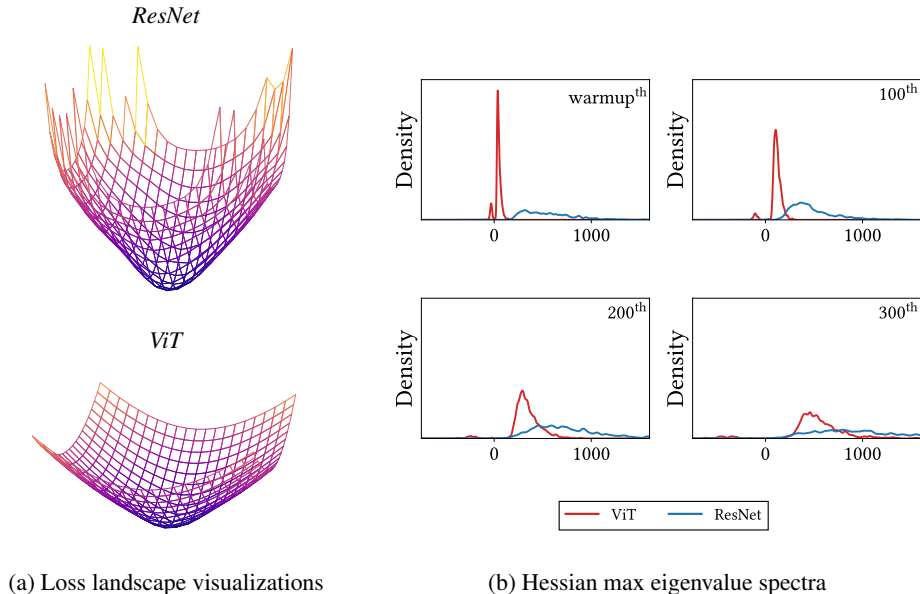 ResNet
ViT
(a) Loss landscape visualizations
Density
warmup^th
0 1000
Density
100^th
0 1000
Density
200^th
0 1000
Density
300^th
0 1000
ViT ResNet
(b) Hessian max eigenvalue spectra